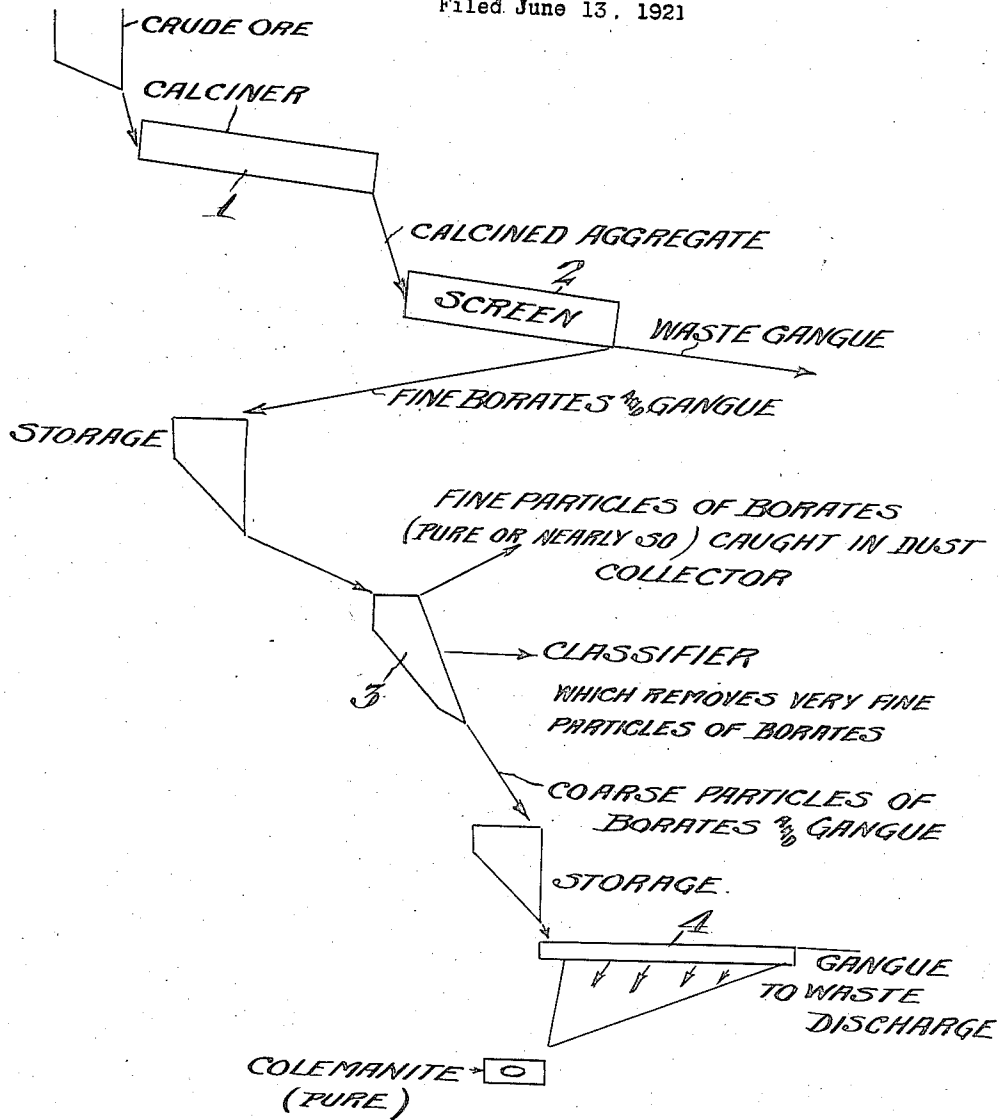 Filed June 13, 1921
CRUDE ORE
CALCINER
1
CALCINED AGGREGATE
2
SCREEN
WASTE GANGUE
FINE BORATES AND GANGUE
STORAGE
FINE PARTICLES OF BORATES
(PURE OR NEARLY SO) CAUGHT IN DUST
COLLECTOR
CLASSIFIER
3
WHICH REMOVES VERY FINE
PARTICLES OF BORATES
COARSE PARTICLES OF
BORATES AND GANGUE
STORAGE.
4
GANGUE
TO WASTE
DISCHARGE
COLEMANITE
(PURE)